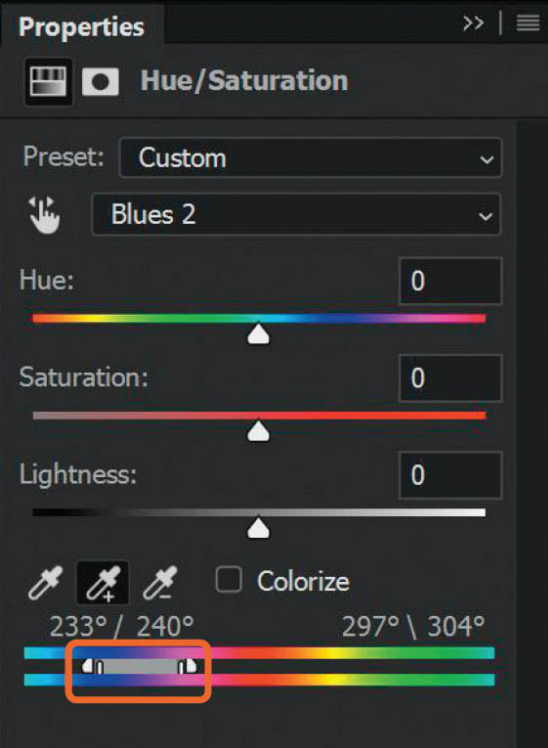 Properties
Hue/Saturation
Preset: Custom
Blues 2
Hue: 0
Saturation: 0
Lightness: 0
Colorize
233° / 240° 297° \ 304°